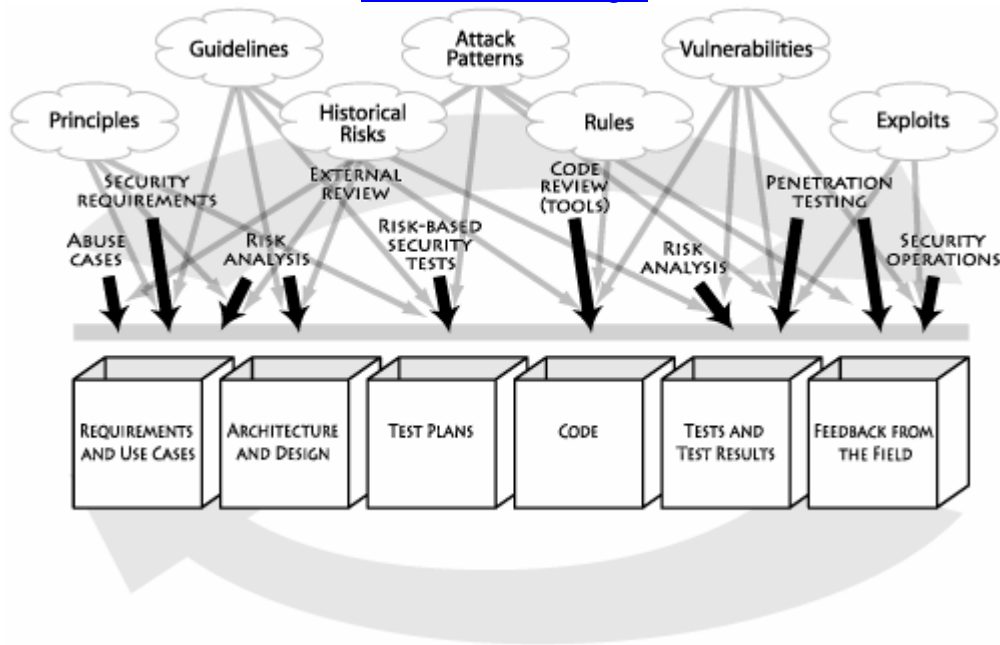 Guidelines
Attack
Patterns
Vulnerabilities
Principles
Historical
Risks
Rules
Exploits
SECURITY
REQUIREMENTS
EXTERNAL
REVIEW
CODE
REVIEW
(TOOLS)
PENETRATION
TESTING
ABUSE
CASES
RISK
ANALYSIS
RISK-BASED
SECURITY
TESTS
RISK
ANALYSIS
SECURITY
OPERATIONS
REQUIREMENTS
AND USE CASES
ARCHITECTURE
AND DESIGN
TEST PLANS
CODE
TESTS AND
TEST RESULTS
FEEDBACK FROM
THE FIELD